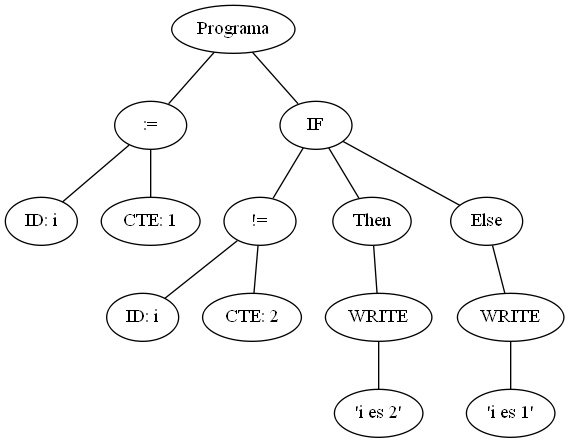 Programa
:=
IF
ID: i
CTE: 1
!=
Then
Else
ID: i
CTE: 2
WRITE
WRITE
'i es 2'
'i es 1'